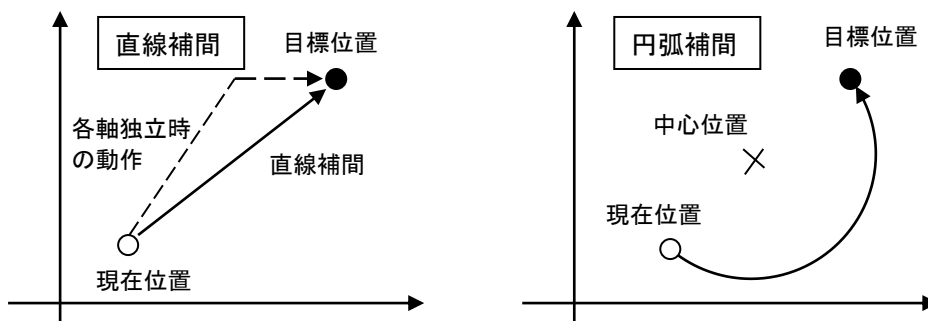 直線補間
目標位置
各軸独立時
の動作
直線補間
現在位置
円弧補間
目標位置
中心位置
現在位置